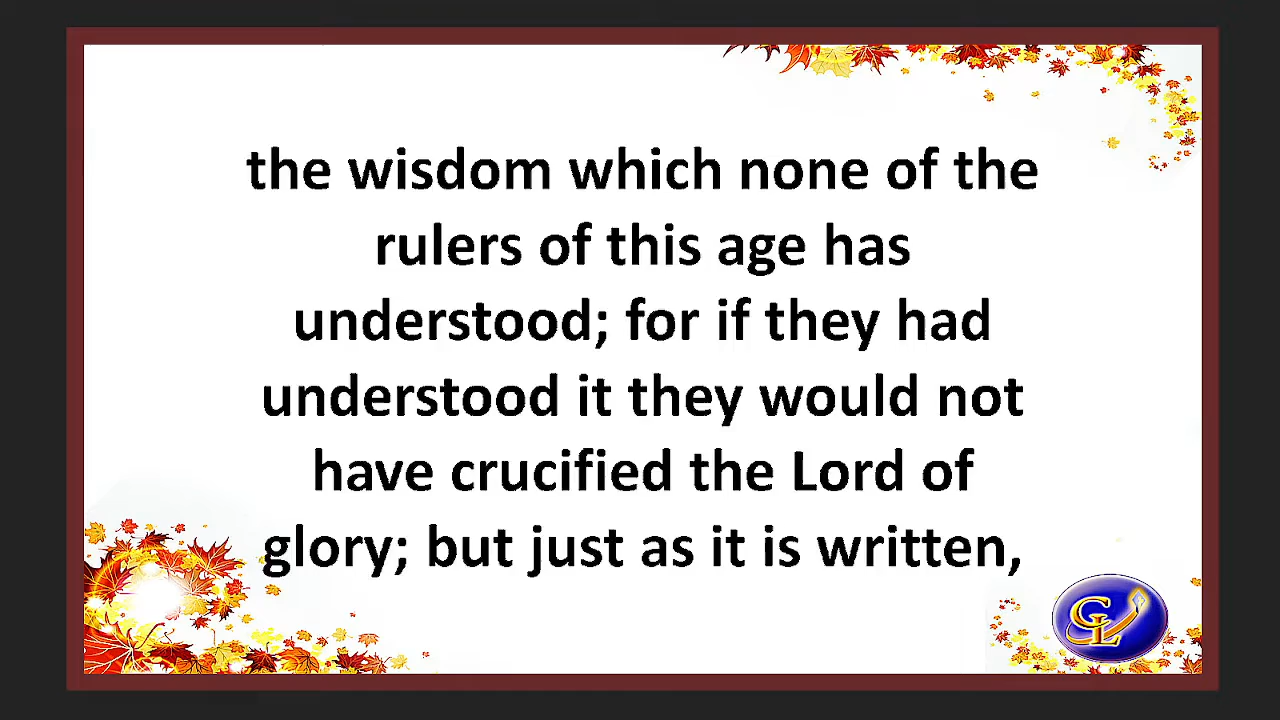 the wisdom which none of the
rulers of this age has
understood; for if they had
understood it they would not
have crucified the Lord of
glory; but just as it is written,
GL